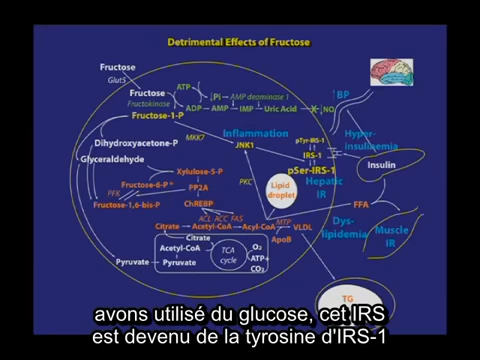 Detrimental Effects of Fructose
Fructose
Glut5
ATP
Fructose
Fructokinase
Pi AMP deaminase 1
ADP AMP IMP Uric Acid X NO
BP
Fructose-1-P
MKK7
Inflammation
JNK1
pTyr-IRS-1
IRS-1
pSer-IRS-1
Hepatic
IR
Hyper-
insulinemia
Insulin
Dihydroxyacetone-P
Glyceraldehyde
Xylulose-5-P
Fructose-6-P
PFK
PP2A
Fructose-1,6-bis-P
ChREBP
PKC
Lipid
droplet
FFA
ACL ACC FAS
Citrate Acetyl-CoA Acyl-CoA MTP VLDL
ApoB
Dys-
lipidemia
Muscle
IR
Citrate
Acetyl-CoA
Pyruvate Pyruvate
TCA
cycle
O2
ATP
CO2
TG
avons utilisé du glucose, cet IRS
est devenu de la tyrosine d'IRS-1